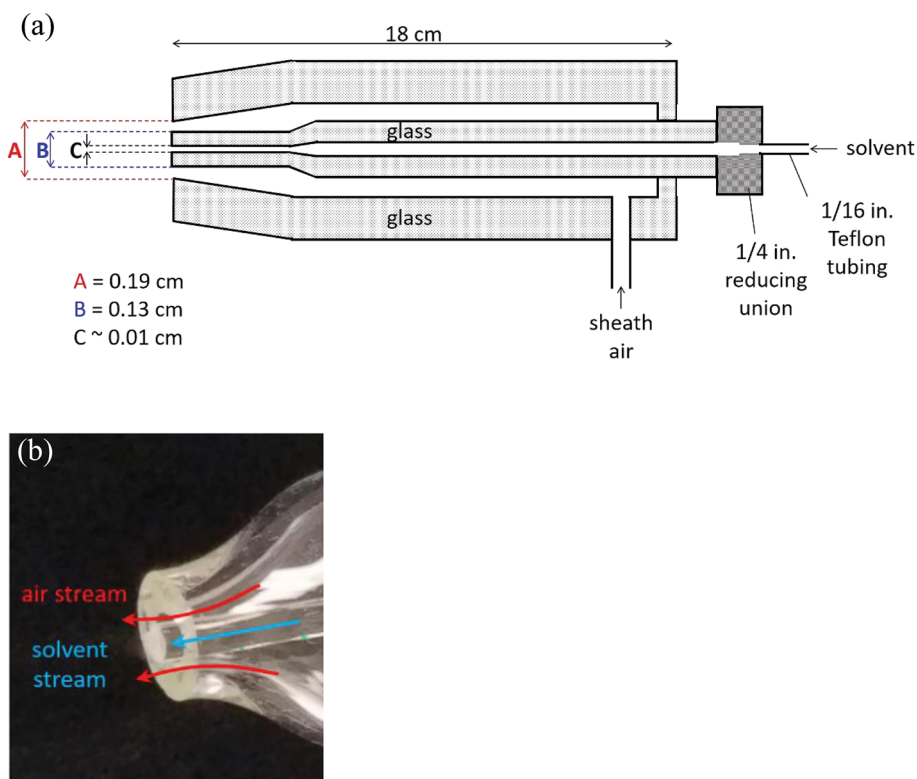 (a)
18 cm
glass
A
B
C
solvent
glass
1/16 in.
Teflon
tubing
1/4 in.
reducing
union
A = 0.19 cm
B = 0.13 cm
C ~ 0.01 cm
sheath
air
(b)
air stream
solvent
stream